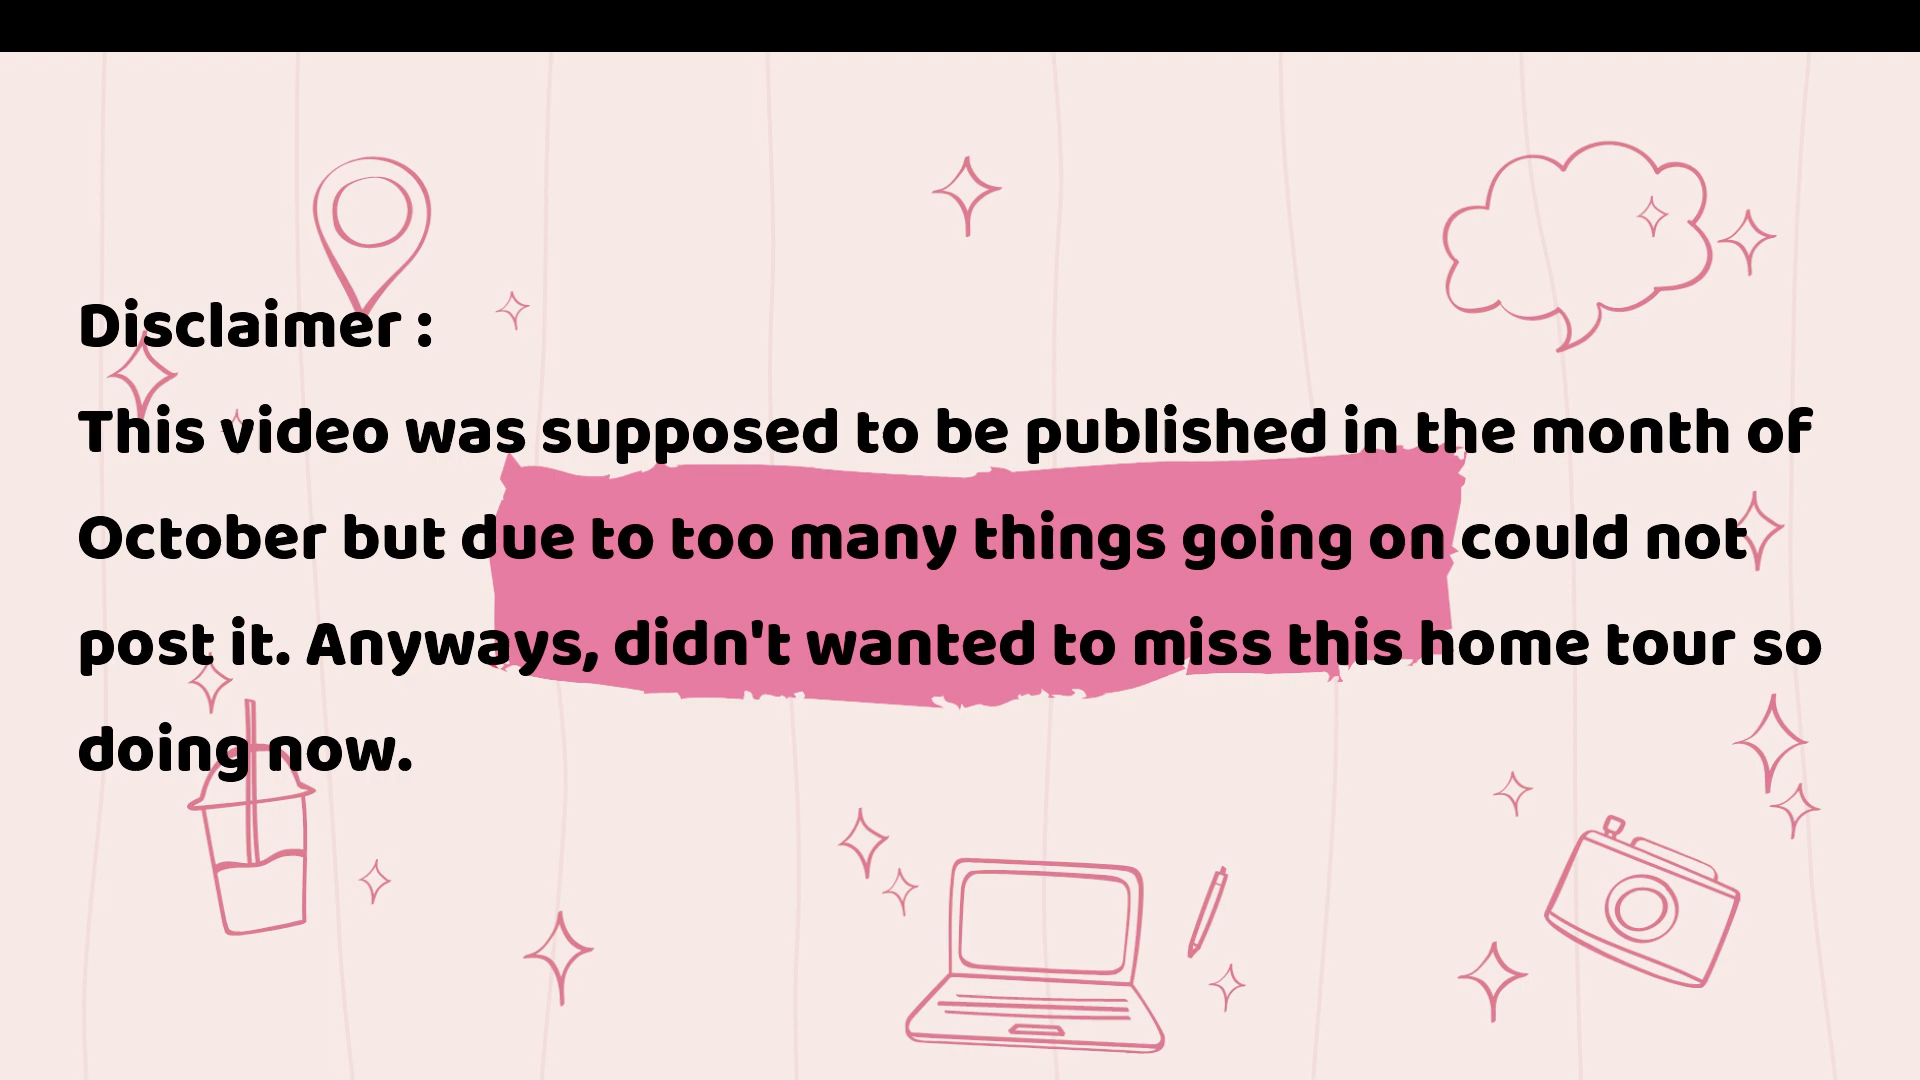 Disclaimer :
This video was supposed to be published in the month of
October but due to too many things going on could not
post it. Anyways, didn't wanted to miss this home tour so
doing now.